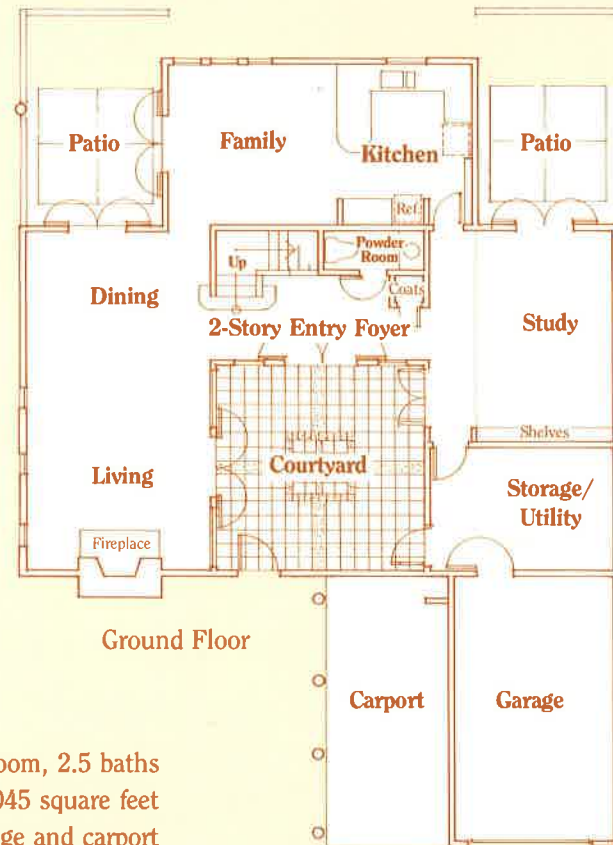 Patio
Family
Kitchen
Patio
Ref.
Up
Powder
Room
Coats
Dining
2-Story Entry Foyer
Study
Shelves
Living
Courtyard
Storage/
Utility
Fireplace
Ground Floor
Carport
Garage
2.5 baths
square feet
and carport